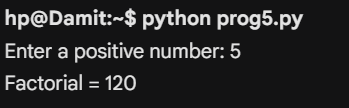 hp@Damit:~$ python prog5.py
Enter a positive number: 5
Factorial = 120